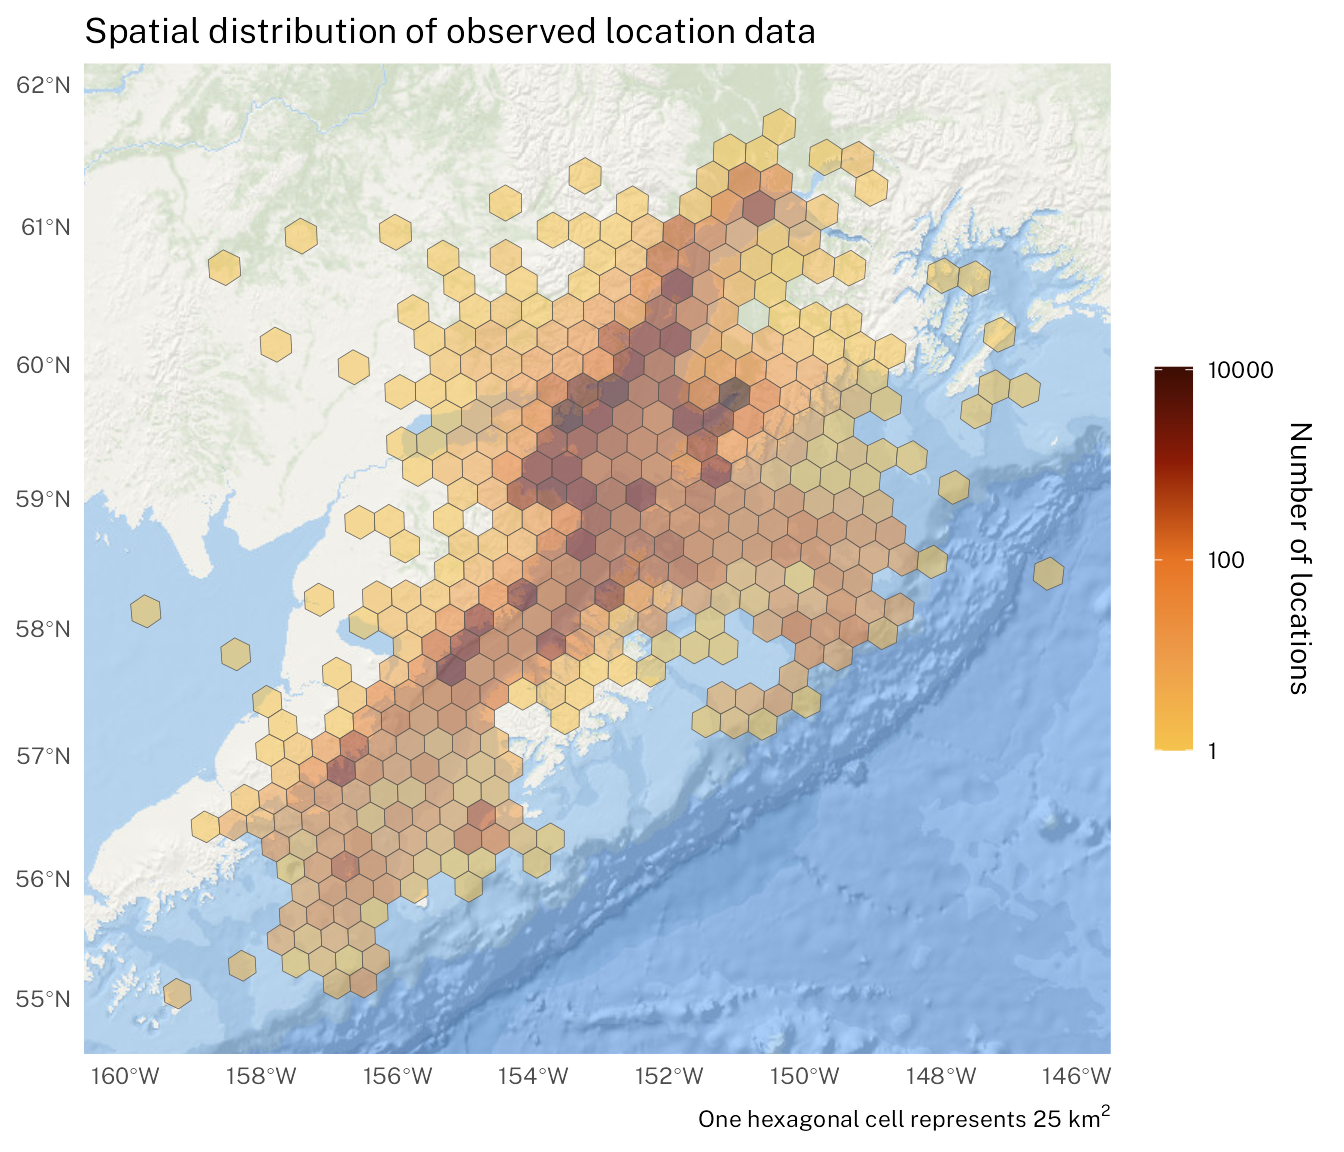 Spatial distribution of observed location data
62°N
61°N
60°N
59°N
58°N
57°N
56°N
55°N
160°W 158°W 156°W 154°W 152°W 150°W 148°W 146°W
One hexagonal cell represents 25 km²
10000
100
1
Number of locations